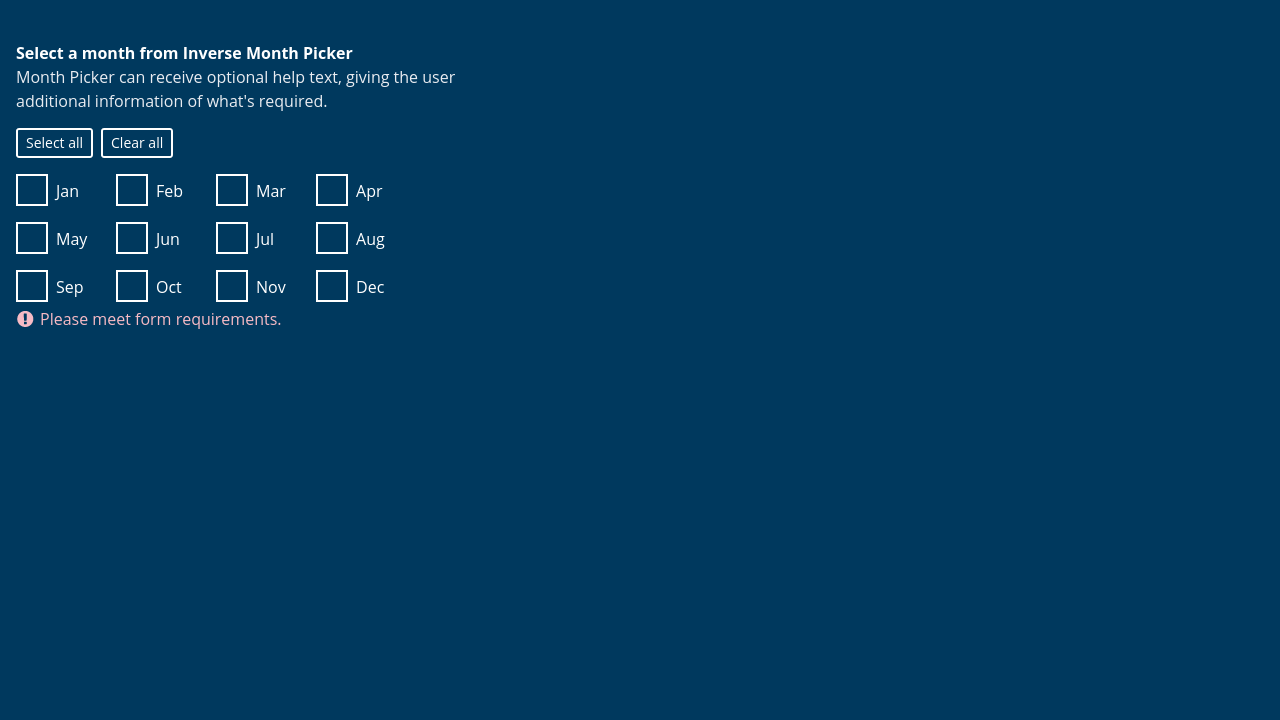 Select a month from Inverse Month Picker
Month Picker can receive optional help text, giving the user
additional information of what's required.
Select all Clear all
Jan Feb Mar Apr
May Jun Jul Aug
Sep Oct Nov Dec
Please meet form requirements.